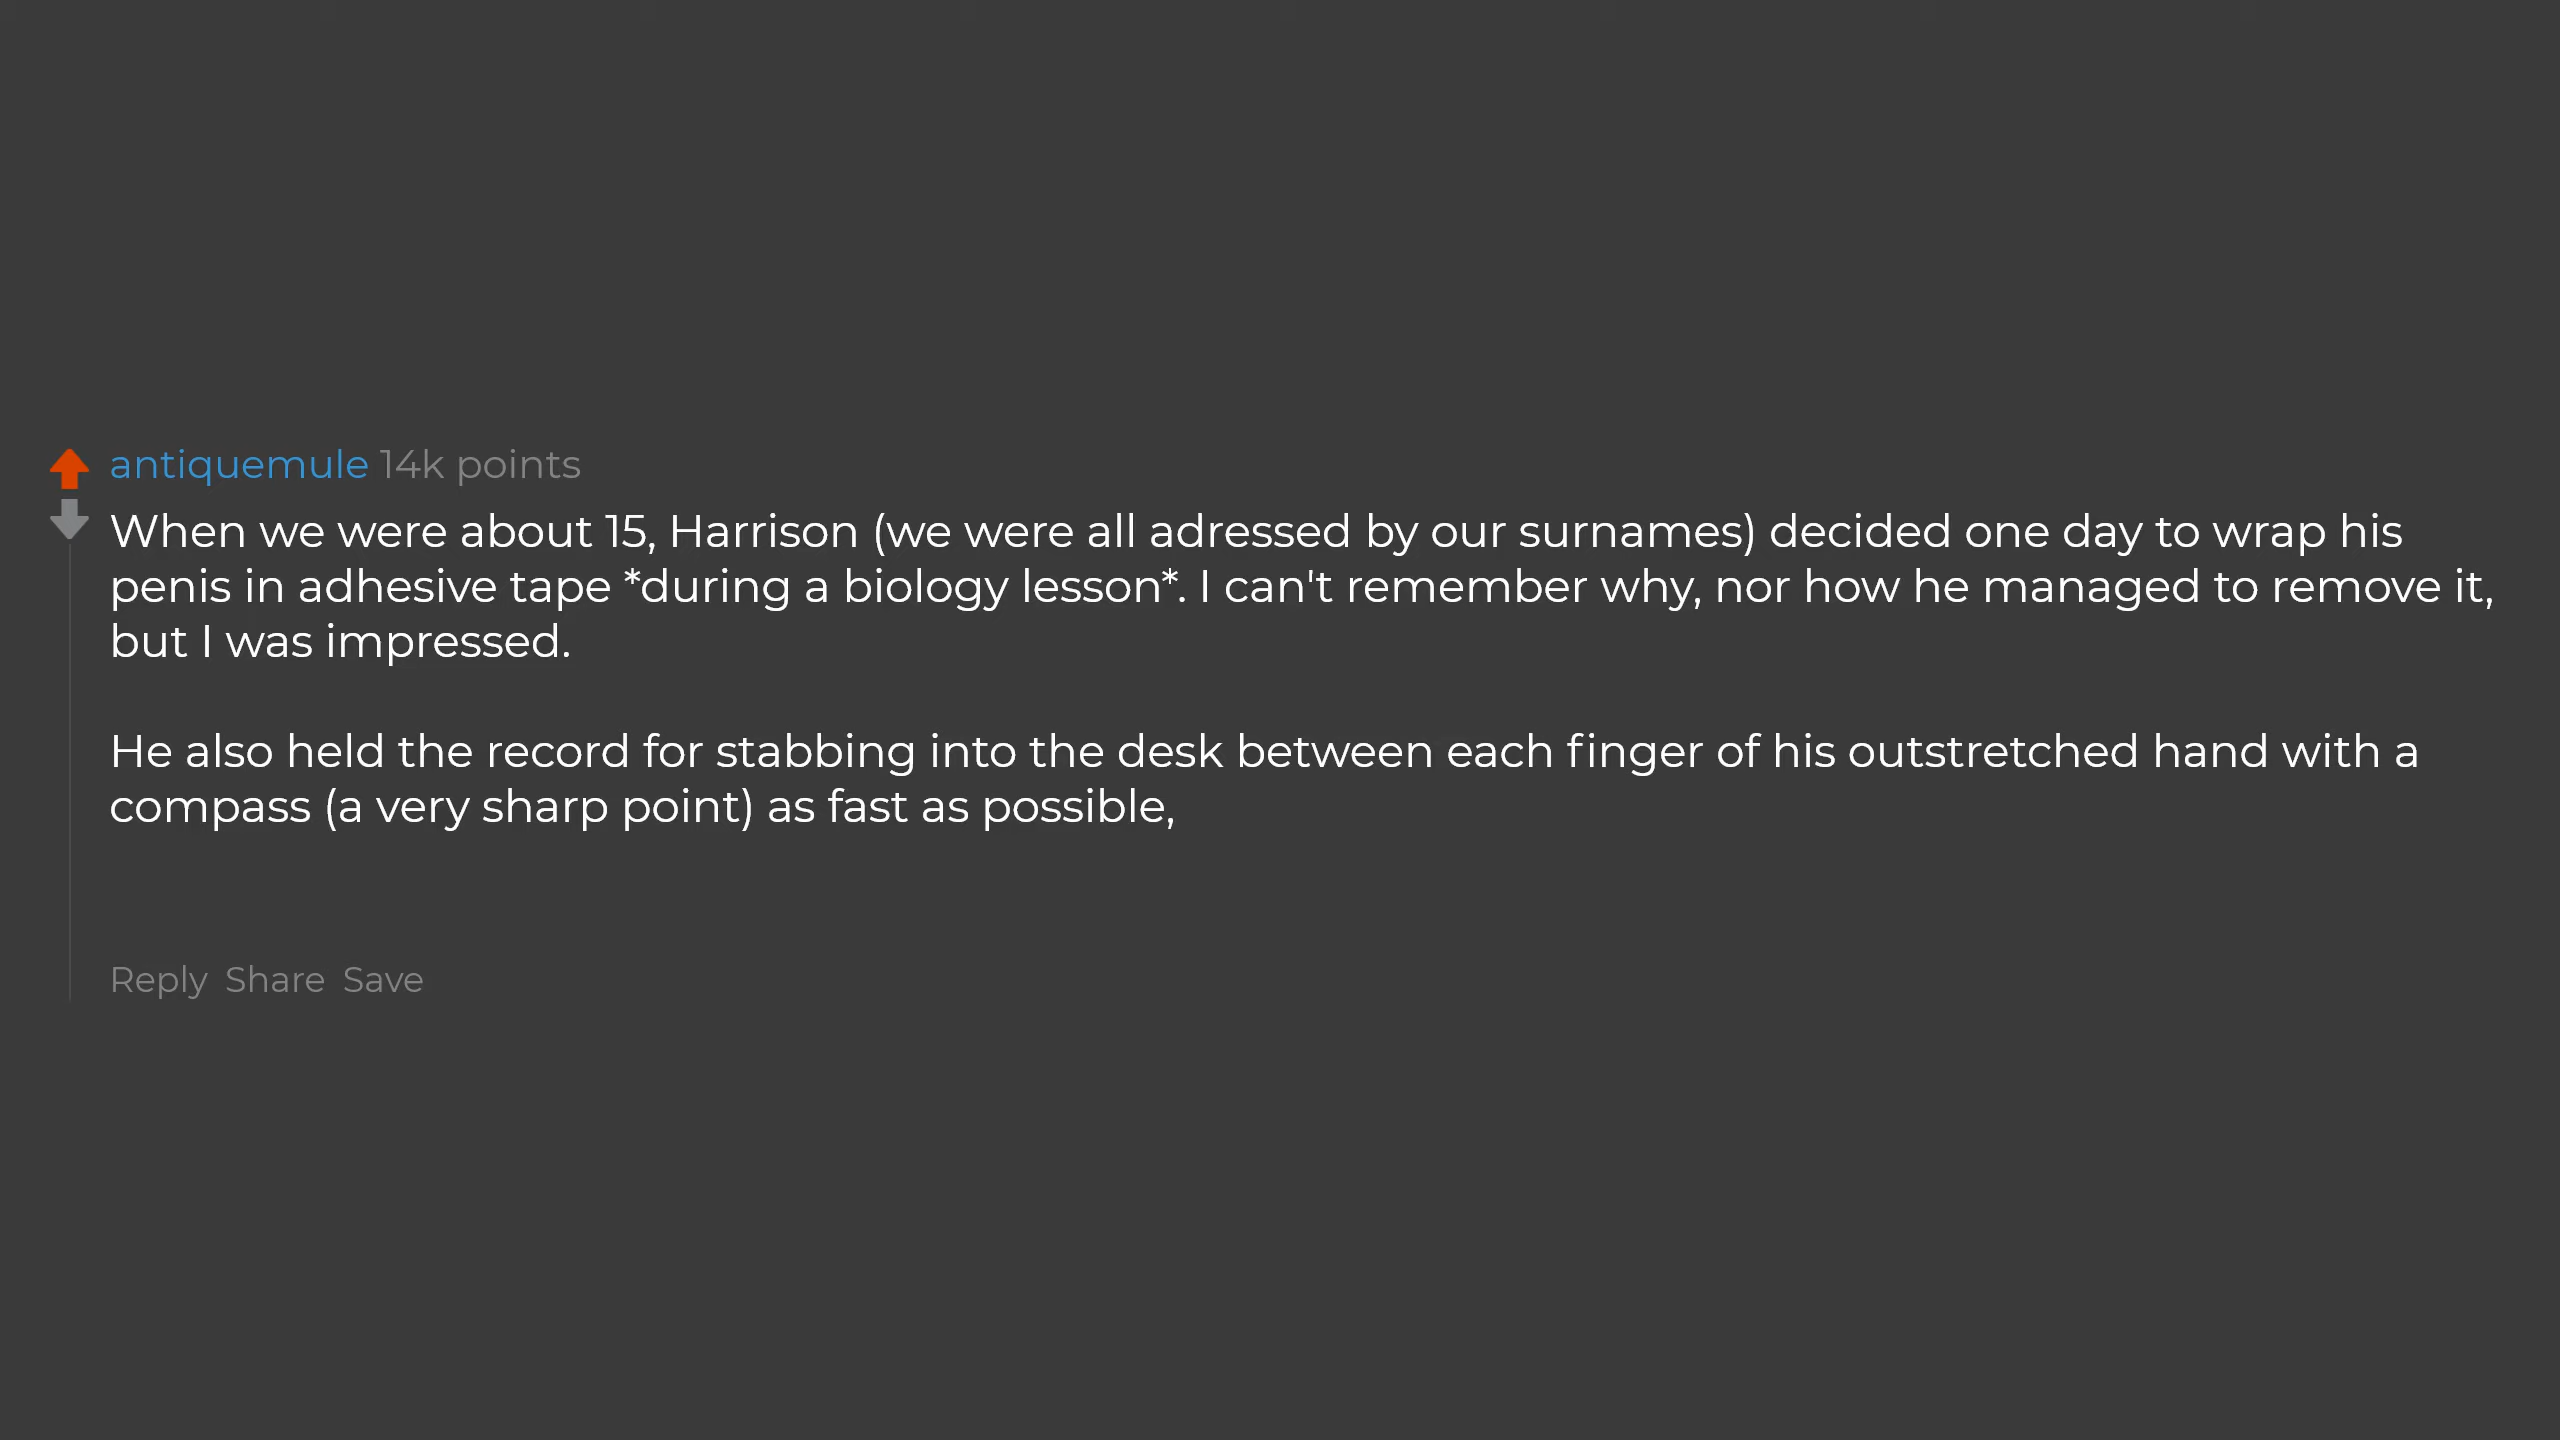 antiquemule 14k points
When we were about 15, Harrison (we were all adressed by our surnames) decided one day to wrap his
penis in adhesive tape *during a biology lesson*. I can't remember why, nor how he managed to remove it,
but I was impressed.
He also held the record for stabbing into the desk between each finger of his outstretched hand with a
compass (a very sharp point) as fast as possible,
Reply Share Save